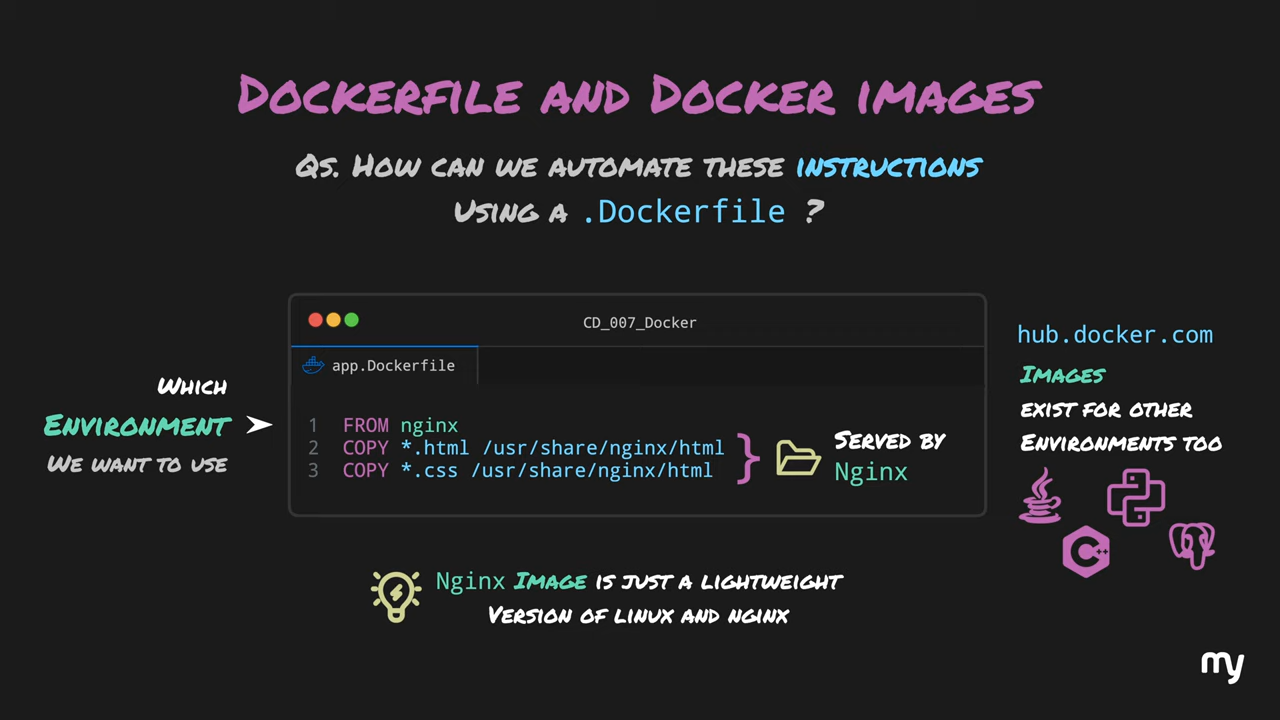 DOCKERFILE AND DOCKER IMAGES
QS. HOW CAN WE AUTOMATE THESE INSTRUCTIONS
USING A .Dockerfile ?
CD_007_Docker
app.Dockerfile
WHICH
ENVIRONMENT
WE WANT TO USE
1 FROM nginx
2 COPY *.html /usr/share/nginx/html
3 COPY *.css /usr/share/nginx/html
}
SERVED BY
Nginx
hub.docker.com
IMAGES
EXIST FOR OTHER
ENVIRONMENTS TOO
C++
Nginx IMAGE IS JUST A LIGHTWEIGHT
VERSION OF LINUX AND NGINX
my